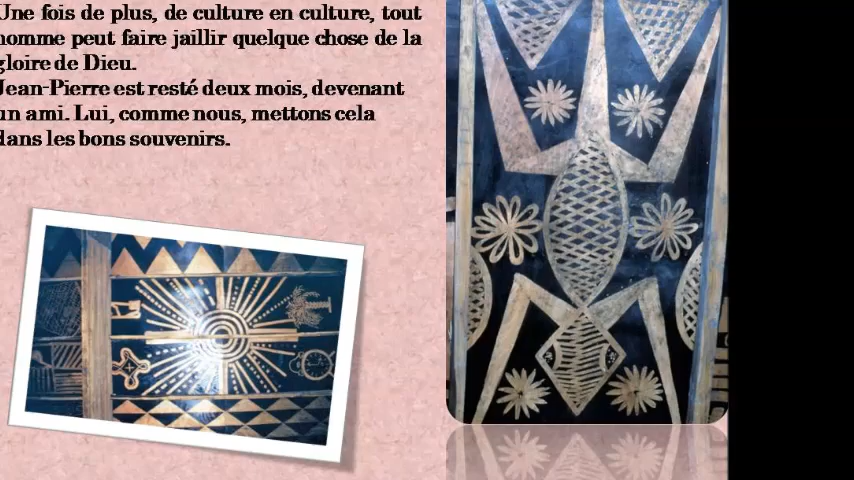 Une fois de plus, de culture en culture, tout
homme peut faire jaillir quelque chose de la
gloire de Dieu.
Jean-Pierre est resté deux mois, devenant
un ami. Lui, comme nous, mettons cela
dans les bons souvenirs.